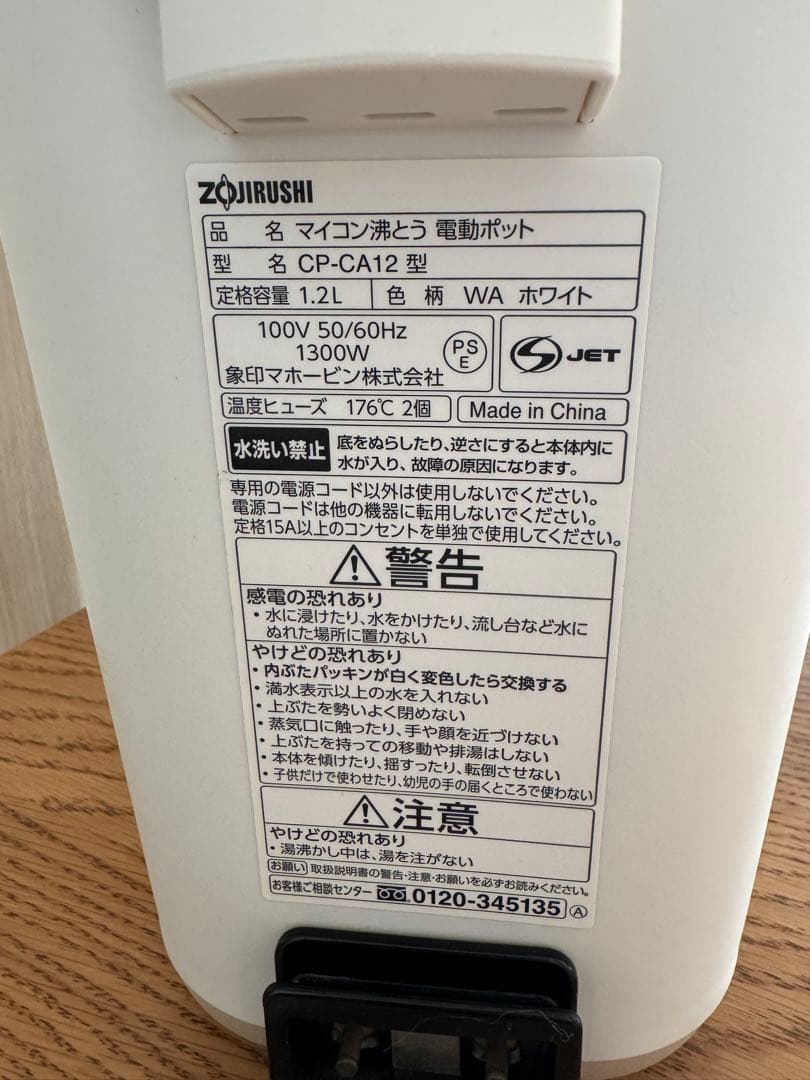 ZOJIRUSHI
品 名 マイコン沸とう 電動ポット
型 名 CP-CA12 型
定格容量 1.2L 色 柄 WA ホワイト
100V 50/60Hz
1300W
象印マホービン株式会社
PS
E
JET
温度ヒューズ 176℃ 2個 Made in China
水洗い禁止
底をぬらしたり、逆さにすると本体内に
水が入り、故障の原因になります。
専用の電源コード以外は使用しないでください。
電源コードは他の機器に転用しないでください。
定格15A以上のコンセントを単独で使用してください。
警告
感電の恐れあり
・水に浸けたり、水をかけたり、流し台など水に
ぬれた場所に置かない
やけどの恐れあり
・内ぶたパッキンが白く変色したら交換する
・満水表示以上の水を入れない
・上ぶたを勢いよく閉めない
・蒸気口に触ったり、手や顔を近づけない
・上ぶたを持っての移動や排湯はしない
・本体を傾けたり、揺すったり、転倒させない
・子供だけで使わせたり、幼児の手の届くところで使わない
注意
やけどの恐れあり
・湯沸かし中は、湯を注がない
お願い 取扱説明書の警告・注意・お願いを必ずお読みください。
お客様ご相談センター 0120-345135 A